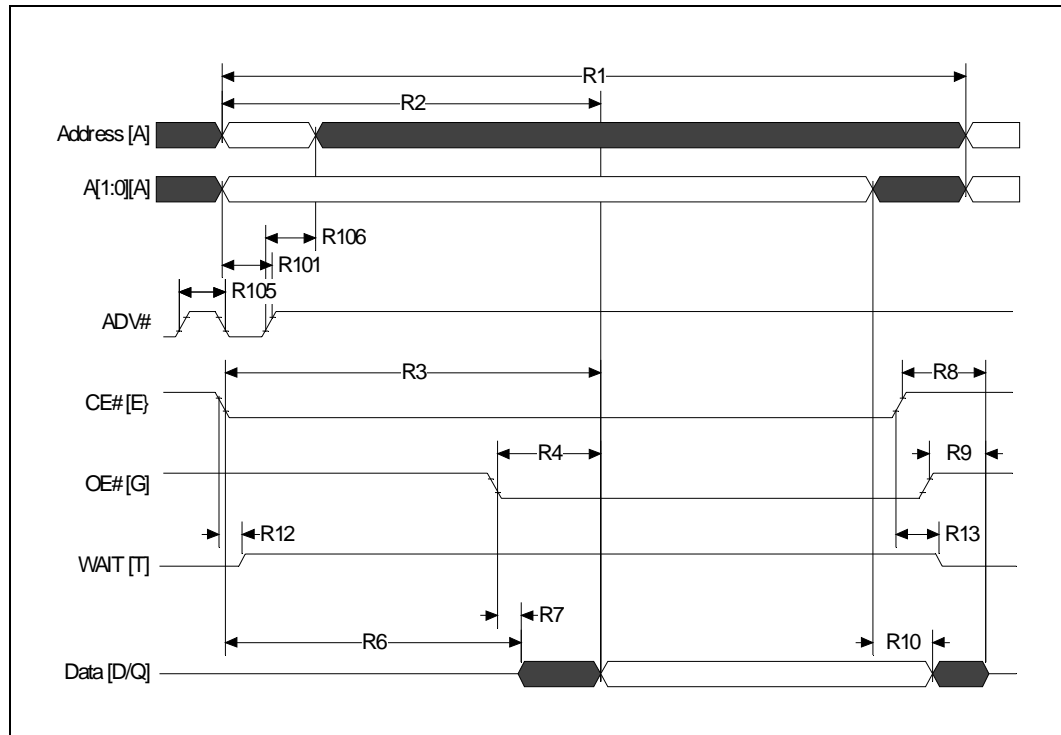 R1
R2
Address [A]
A[1:0][A]
R106
R101
R105
ADV#
R3
R8
CE# [E}
R4
R9
OE# [G]
R12
R13
WAIT [T]
R7
R6
R10
Data [D/Q]